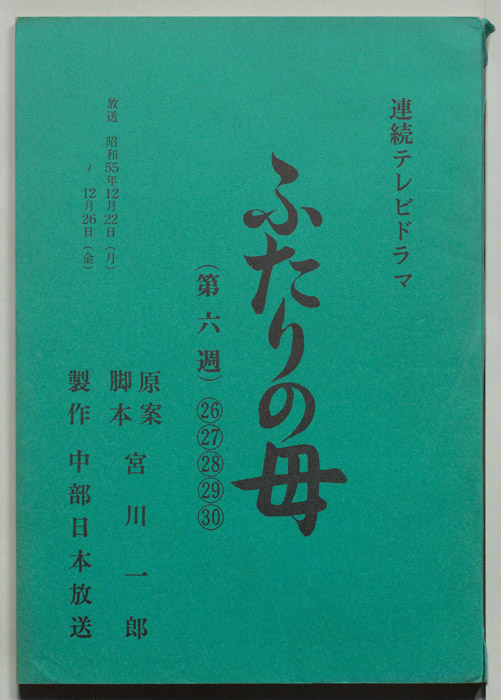 連続テレビドラマ
ふたりの母
(第六週) ㉖㉗㉘㉙㉚
原案
脚本 宮川一郎
製作 中部日本放送
放送 昭和55年12月22日(月)
~ 12月26日(金)